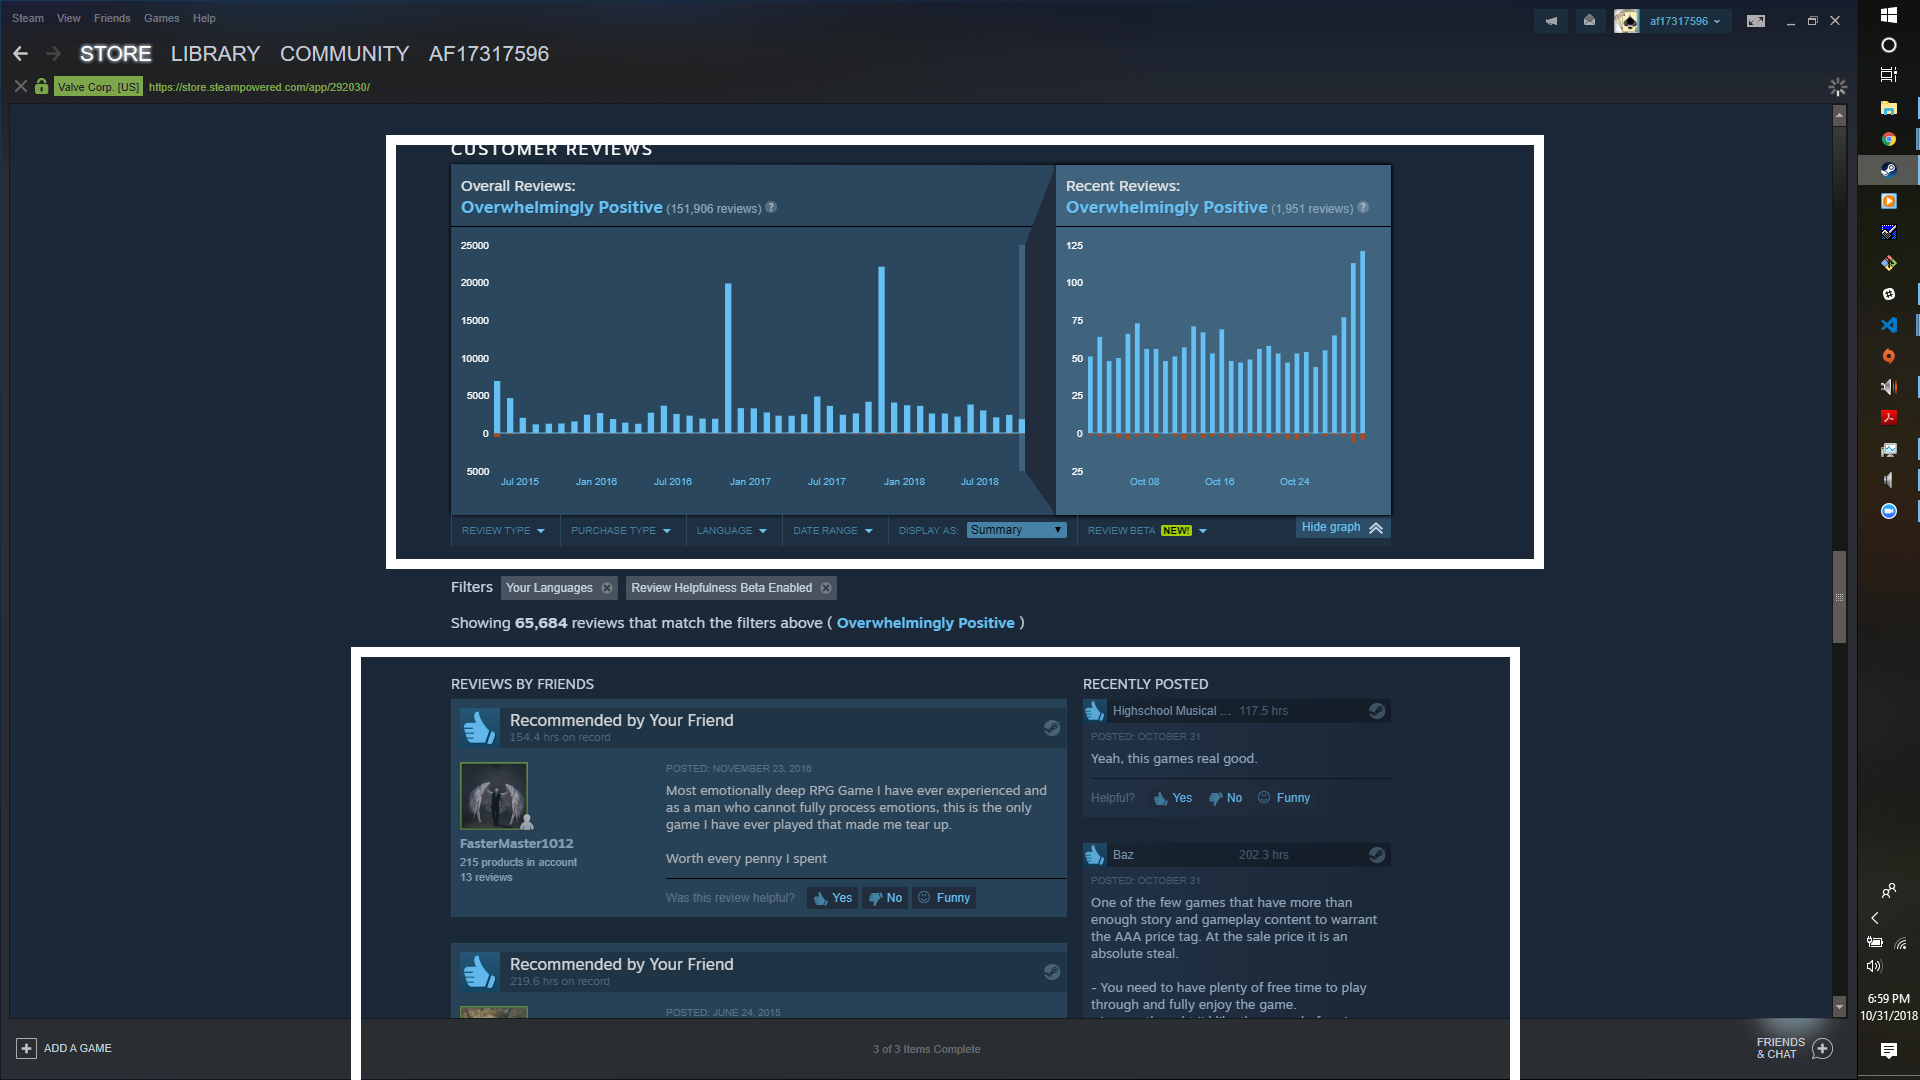 Steam View Friends Games Help
af17317596
STORE LIBRARY COMMUNITY AF17317596
Valve Corp. [US] https://store.steampowered.com/app/292030/
CUSTOMER REVIEWS
Overall Reviews:
Overwhelmingly Positive (151,906 reviews) ?
25000
20000
15000
10000
5000
0
5000
Jul 2015 Jan 2016 Jul 2016 Jan 2017 Jul 2017 Jan 2018 Jul 2018
Recent Reviews:
Overwhelmingly Positive (1,951 reviews) ?
125
100
75
50
25
0
25
Oct 08 Oct 16 Oct 24
REVIEW TYPE PURCHASE TYPE LANGUAGE DATE RANGE DISPLAY AS: Summary REVIEW BETA NEW! Hide graph
Filters Your Languages Review Helpfulness Beta Enabled
Showing 65,684 reviews that match the filters above ( Overwhelmingly Positive )
REVIEWS BY FRIENDS
Recommended by Your Friend
154.4 hrs on record
FasterMaster1012
215 products in account
13 reviews
POSTED: NOVEMBER 23, 2016
Most emotionally deep RPG Game I have ever experienced and
as a man who cannot fully process emotions, this is the only
game I have ever played that made me tear up.
Worth every penny I spent
Was this review helpful? Yes No Funny
Recommended by Your Friend
219.6 hrs on record
POSTED: JUNE 24, 2015
RECENTLY POSTED
Highschool Musical ... 117.5 hrs
POSTED: OCTOBER 31
Yeah, this games real good.
Helpful? Yes No Funny
Baz 202.3 hrs
POSTED: OCTOBER 31
One of the few games that have more than
enough story and gameplay content to warrant
the AAA price tag. At the sale price it is an
absolute steal.
- You need to have plenty of free time to play
through and fully enjoy the game.
ADD A GAME
3 of 3 Items Complete
FRIENDS
& CHAT
6:59 PM
10/31/2018